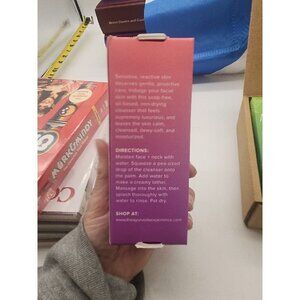 Sensitive, reactive skin
deserves gentle, proactive
care. Indulge your facial
skin with this soap-free,
oil-based, non-drying
cleanser that feels
supremely luxurious, and
leaves the skin calm,
cleansed, dewy-soft, and
moisturized.
DIRECTIONS:
Moisten face + neck with
water. Squeeze a pea-sized
drop of the cleanser onto
the palm. Add water to
make a creamy lather.
Massage into the skin, then
splash thoroughly with
water to rinse. Pat dry.
SHOP AT: